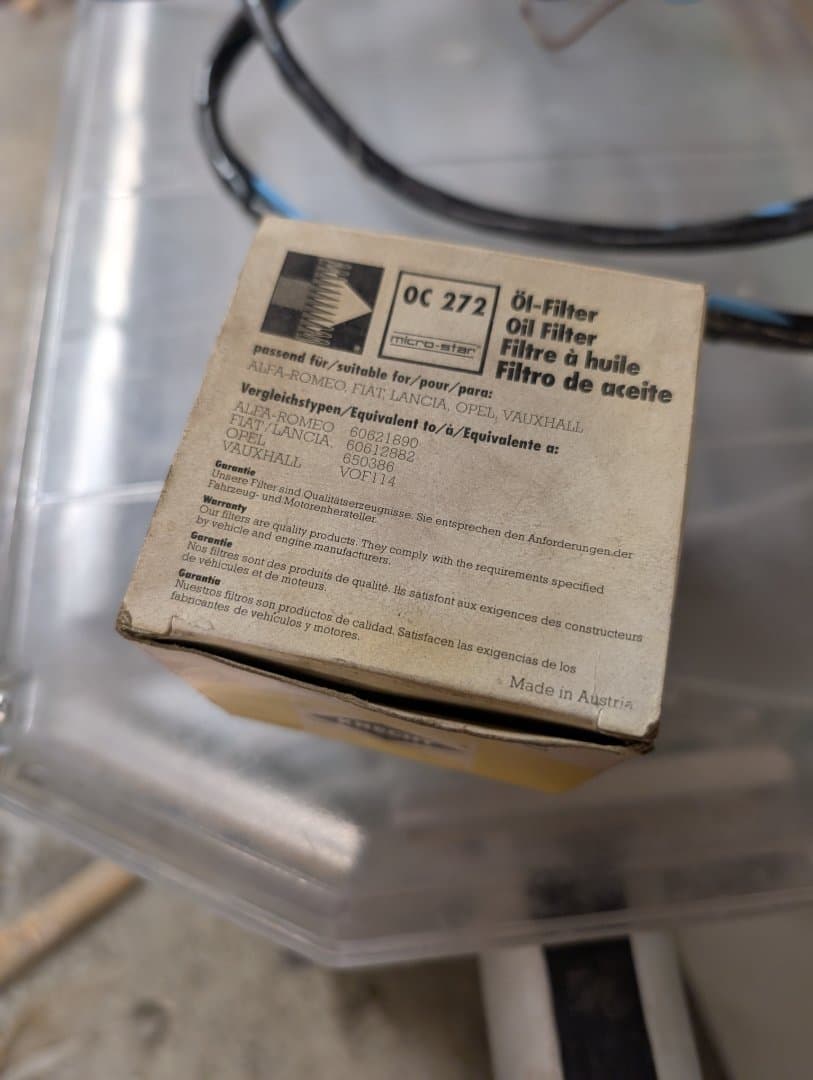 OC 272
micro-star
Öl-Filter
Oil Filter
Filtre à huile
Filtro de aceite
passend für/suitable for/pour/para:
ALFA-ROMEO, FIAT, LANCIA, OPEL, VAUXHALL
Vergleichstypen/Equivalent to/à/Equivalente a:
ALFA-ROMEO 60621890
FIAT/LANCIA. 60612882
OPEL 650386
VAUXHALL VOF114
Garantie
Unsere Filter sind Qualitätserzeugnisse. Sie entsprechen den Anforderungen der
Fahrzeug- und Motorenhersteller.
Warranty
Our filters are quality products. They comply with the requirements specified
by vehicle and engine manufacturers.
Garantie
Nos filtres sont des produits de qualité. Ils satisfont aux exigences des constructeurs
de véhicules et de moteurs.
Garantía
Nuestros filtros son productos de calidad. Satisfacen las exigencias de los
fabricantes de vehículos y motores.
Made in Austria